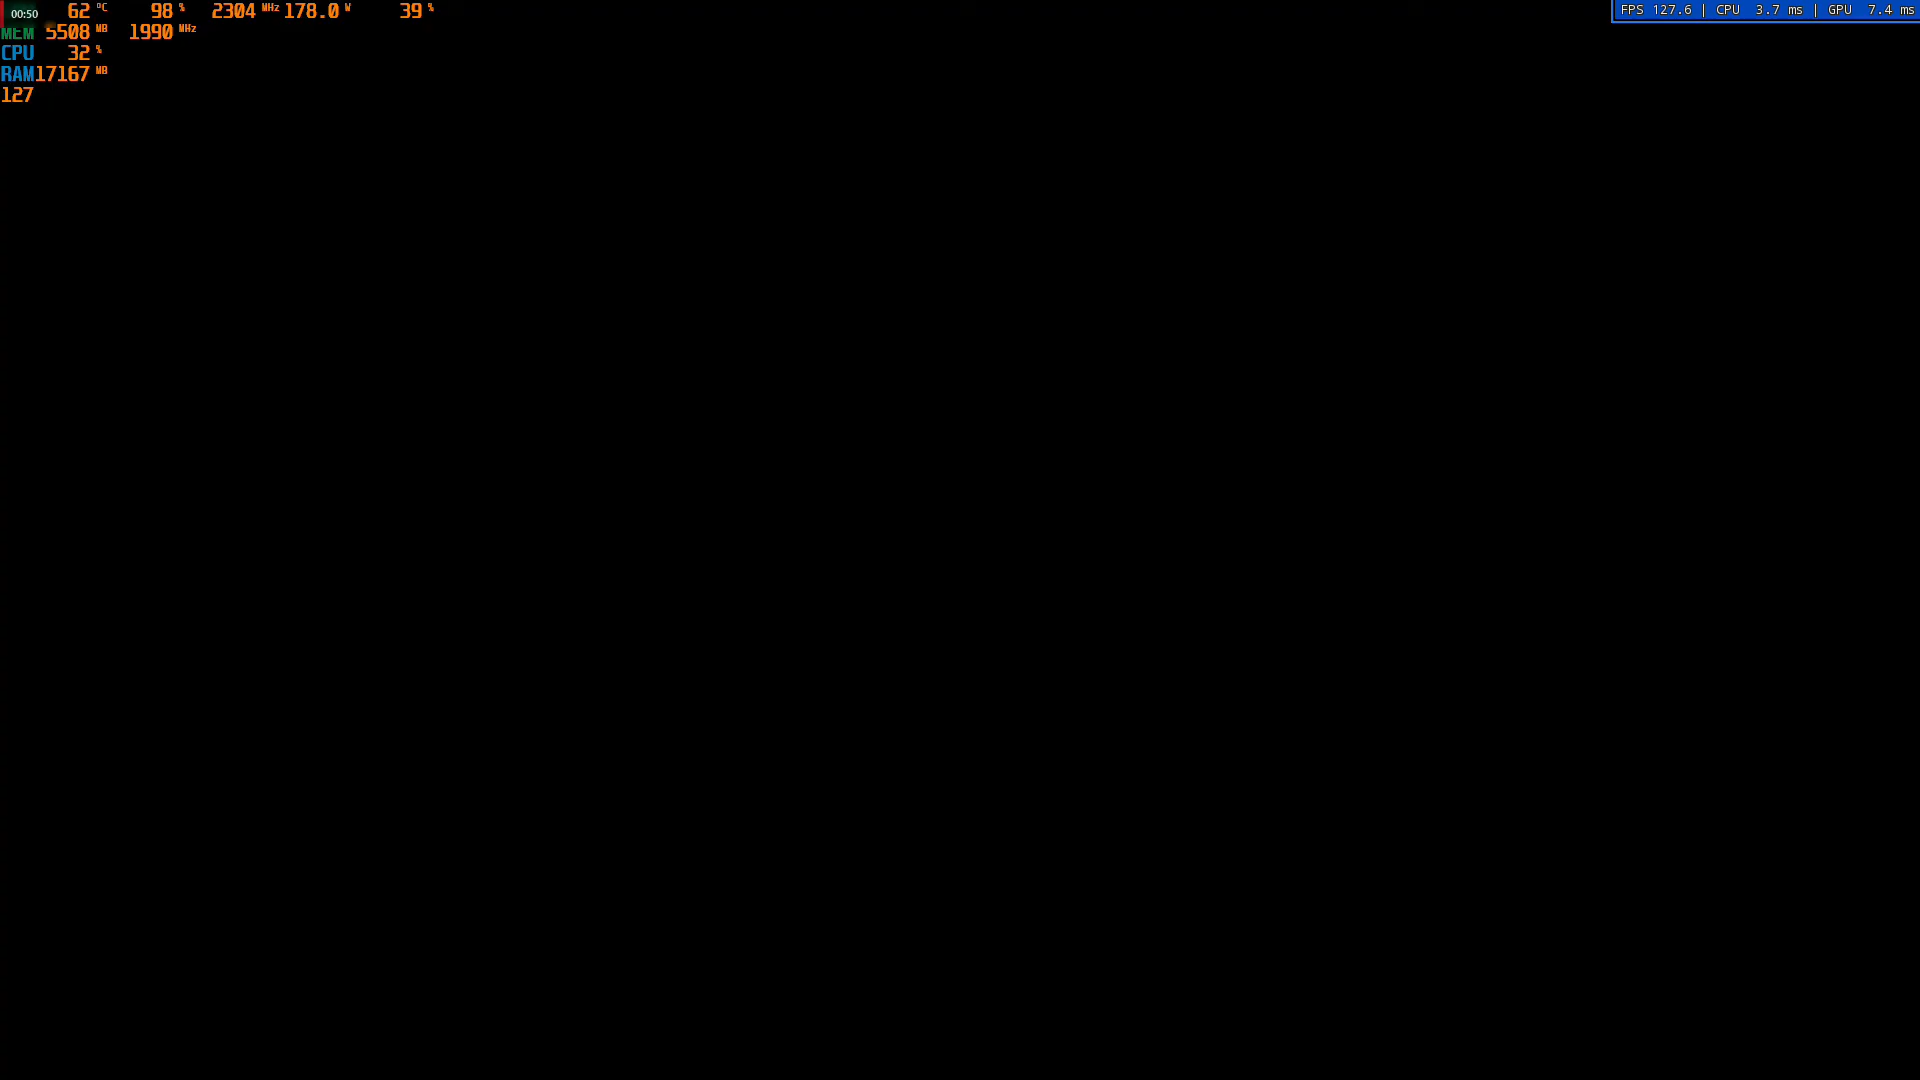 00:50 62 °C 98 % 2304 MHz 178.0 W 39 %
MEM 5508 MB 1990 MHz
CPU 32 %
RAM 17167 MB
127
FPS 127.6 | CPU 3.7 ms | GPU 7.4 ms